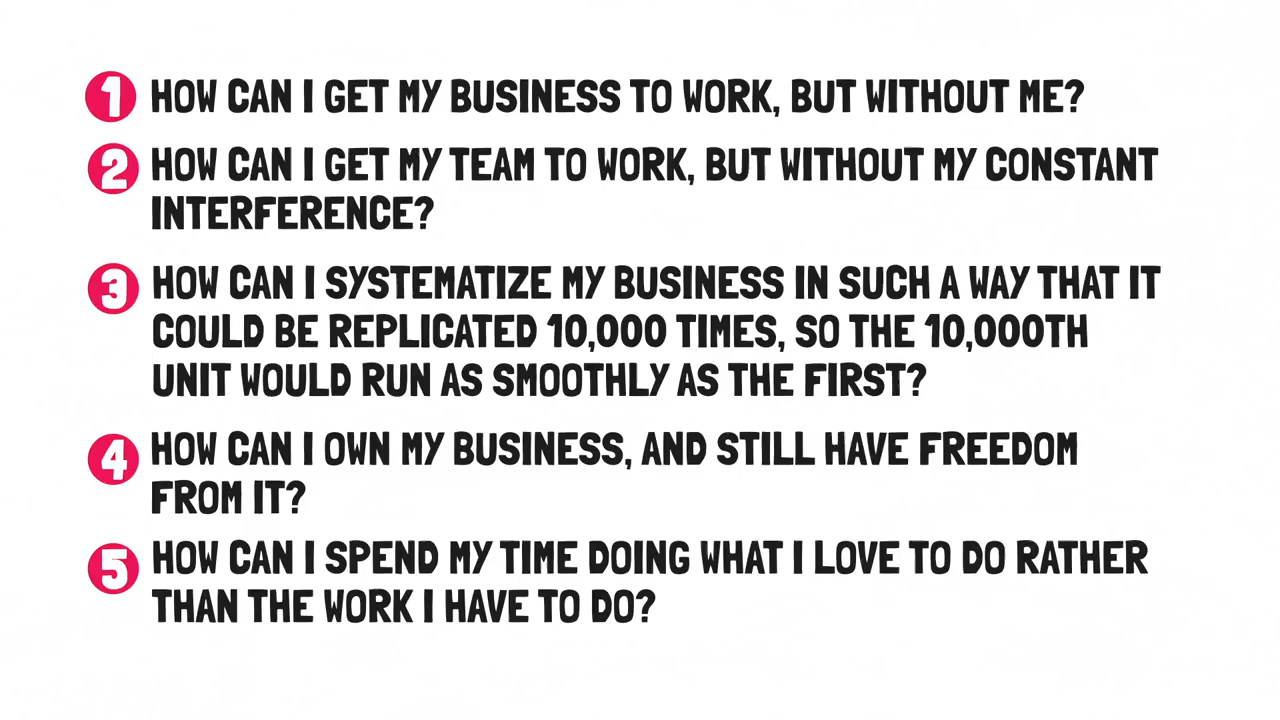 1 HOW CAN I GET MY BUSINESS TO WORK, BUT WITHOUT ME?
2 HOW CAN I GET MY TEAM TO WORK, BUT WITHOUT MY CONSTANT
INTERFERENCE?
3 HOW CAN I SYSTEMATIZE MY BUSINESS IN SUCH A WAY THAT IT
COULD BE REPLICATED 10,000 TIMES, SO THE 10,000TH
UNIT WOULD RUN AS SMOOTHLY AS THE FIRST?
4 HOW CAN I OWN MY BUSINESS, AND STILL HAVE FREEDOM
FROM IT?
5 HOW CAN I SPEND MY TIME DOING WHAT I LOVE TO DO RATHER
THAN THE WORK I HAVE TO DO?